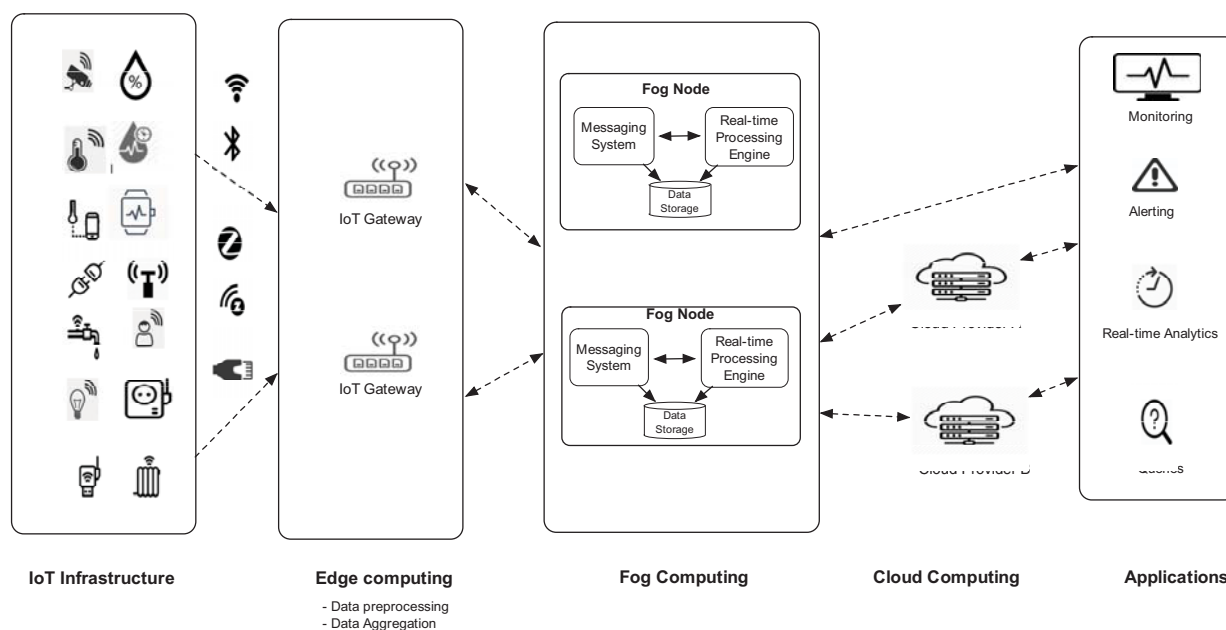 %
Fog Node
Messaging
System
Real-time
Processing
Engine
Data
Storage
Monitoring
IoT Gateway
Alerting
Fog Node
Messaging
System
Real-time
Processing
Engine
Data
Storage
IoT Gateway
Real-time Analytics
?
Cloud Provider
IoT Infrastructure
Edge computing
Fog Computing
Cloud Computing
Applications
- Data preprocessing
- Data Aggregation